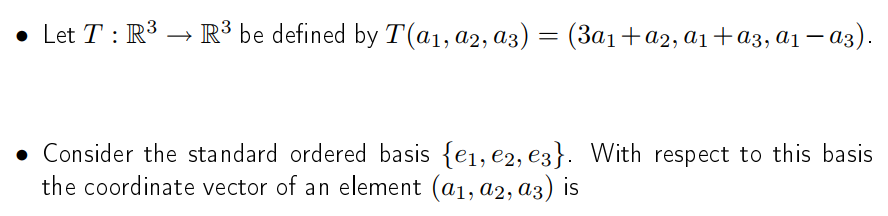 • Let T : ℝ³ → ℝ³ be defined by T(a₁, a₂, a₃) = (3a₁+a₂, a₁+a₃, a₁−a₃).
• Consider the standard ordered basis {e₁, e₂, e₃}. With respect to this basis
the coordinate vector of an element (a₁, a₂, a₃) is